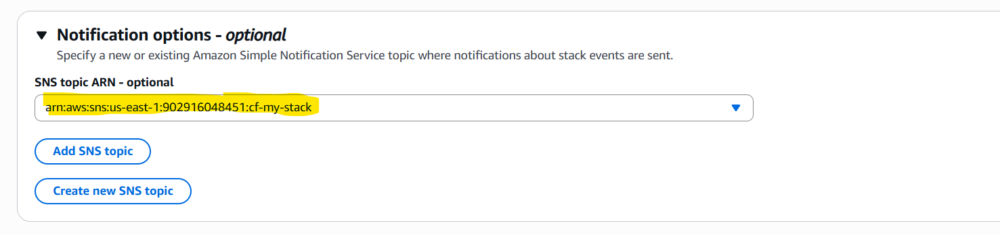 Notification options - optional
Specify a new or existing Amazon Simple Notification Service topic where notifications about stack events are sent.
SNS topic ARN - optional
arn:aws:sns:us-east-1:902916048451:cf-my-stack
Add SNS topic
Create new SNS topic